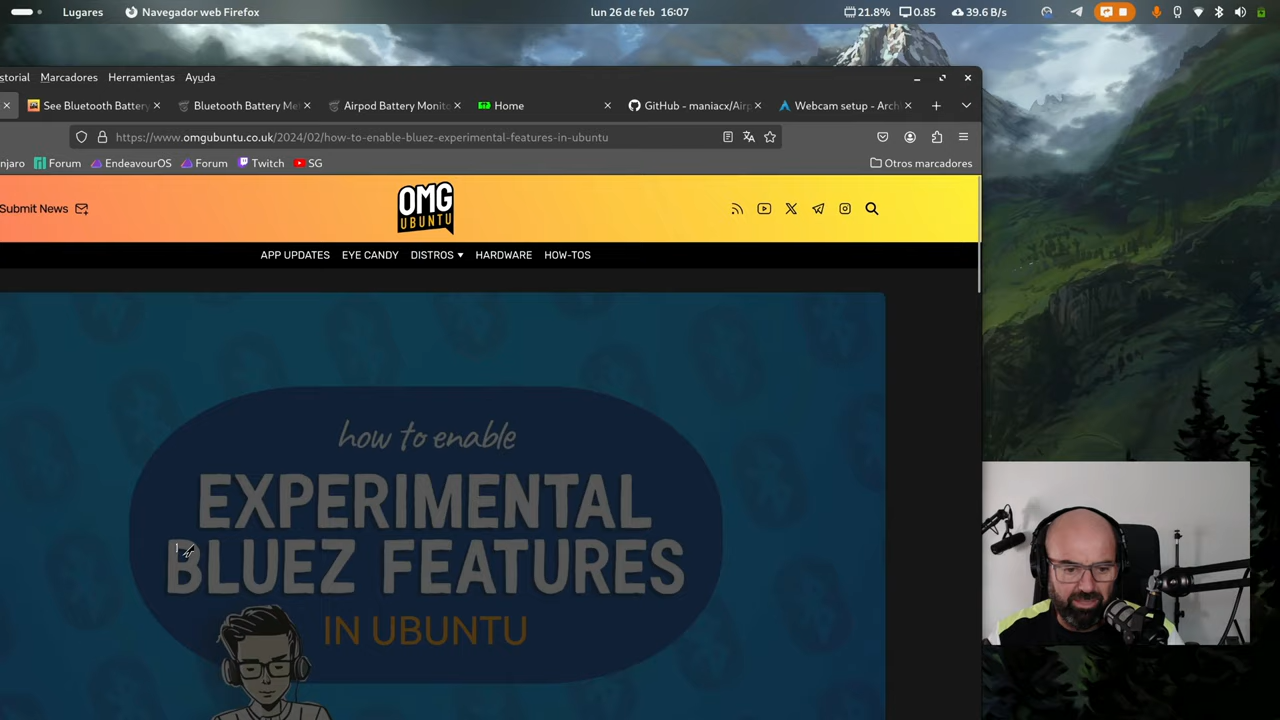 Lugares
Navegador web Firefox
lun 26 de feb 16:07
21.8%
0.85
39.6 B/s
storial
Marcadores
Herramientas
Ayuda
See Bluetooth Battery
Bluetooth Battery Me
Airpod Battery Monito
Home
GitHub - maniacx/Airp
Webcam setup - Arch
https://www.omgubuntu.co.uk/2024/02/how-to-enable-bluez-experimental-features-in-ubuntu
njaro
Forum
EndeavourOS
Forum
Twitch
SG
Otros marcadores
Submit News
OMG
UBUNTU
APP UPDATES
EYE CANDY
DISTROS
HARDWARE
HOW-TOS
how to enable
EXPERIMENTAL
BLUEZ FEATURES
IN UBUNTU